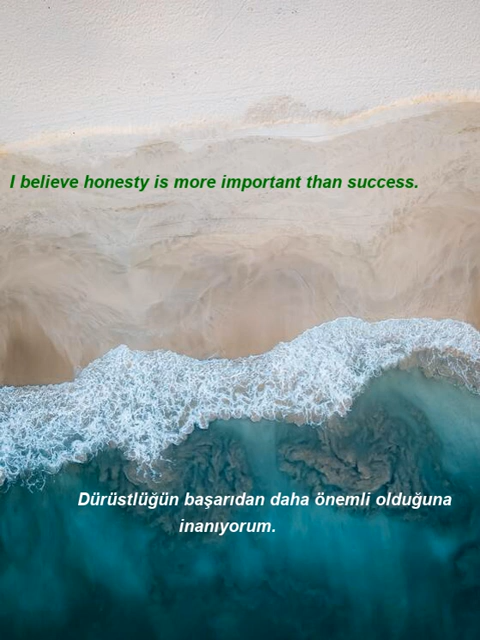 I believe honesty is more important than success.
Dürüstlüğün başarıdan daha önemli olduğuna
inanıyorum.